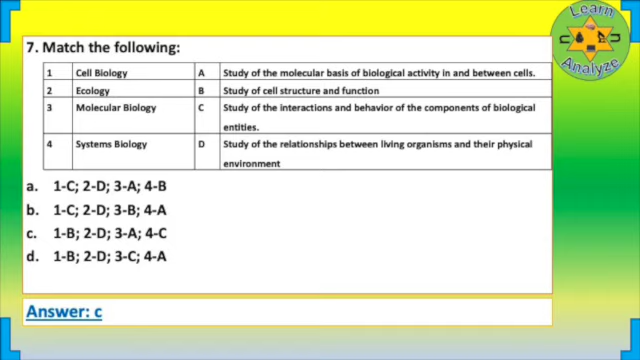 Learn
Analyze
7. Match the following:
1 Cell Biology A Study of the molecular basis of biological activity in and between cells.
2 Ecology B Study of cell structure and function
3 Molecular Biology C Study of the interactions and behavior of the components of biological
entities.
4 Systems Biology D Study of the relationships between living organisms and their physical
environment
a. 1-C; 2-D; 3-A; 4-B
b. 1-C; 2-D; 3-B; 4-A
c. 1-B; 2-D; 3-A; 4-C
d. 1-B; 2-D; 3-C; 4-A
Answer: c